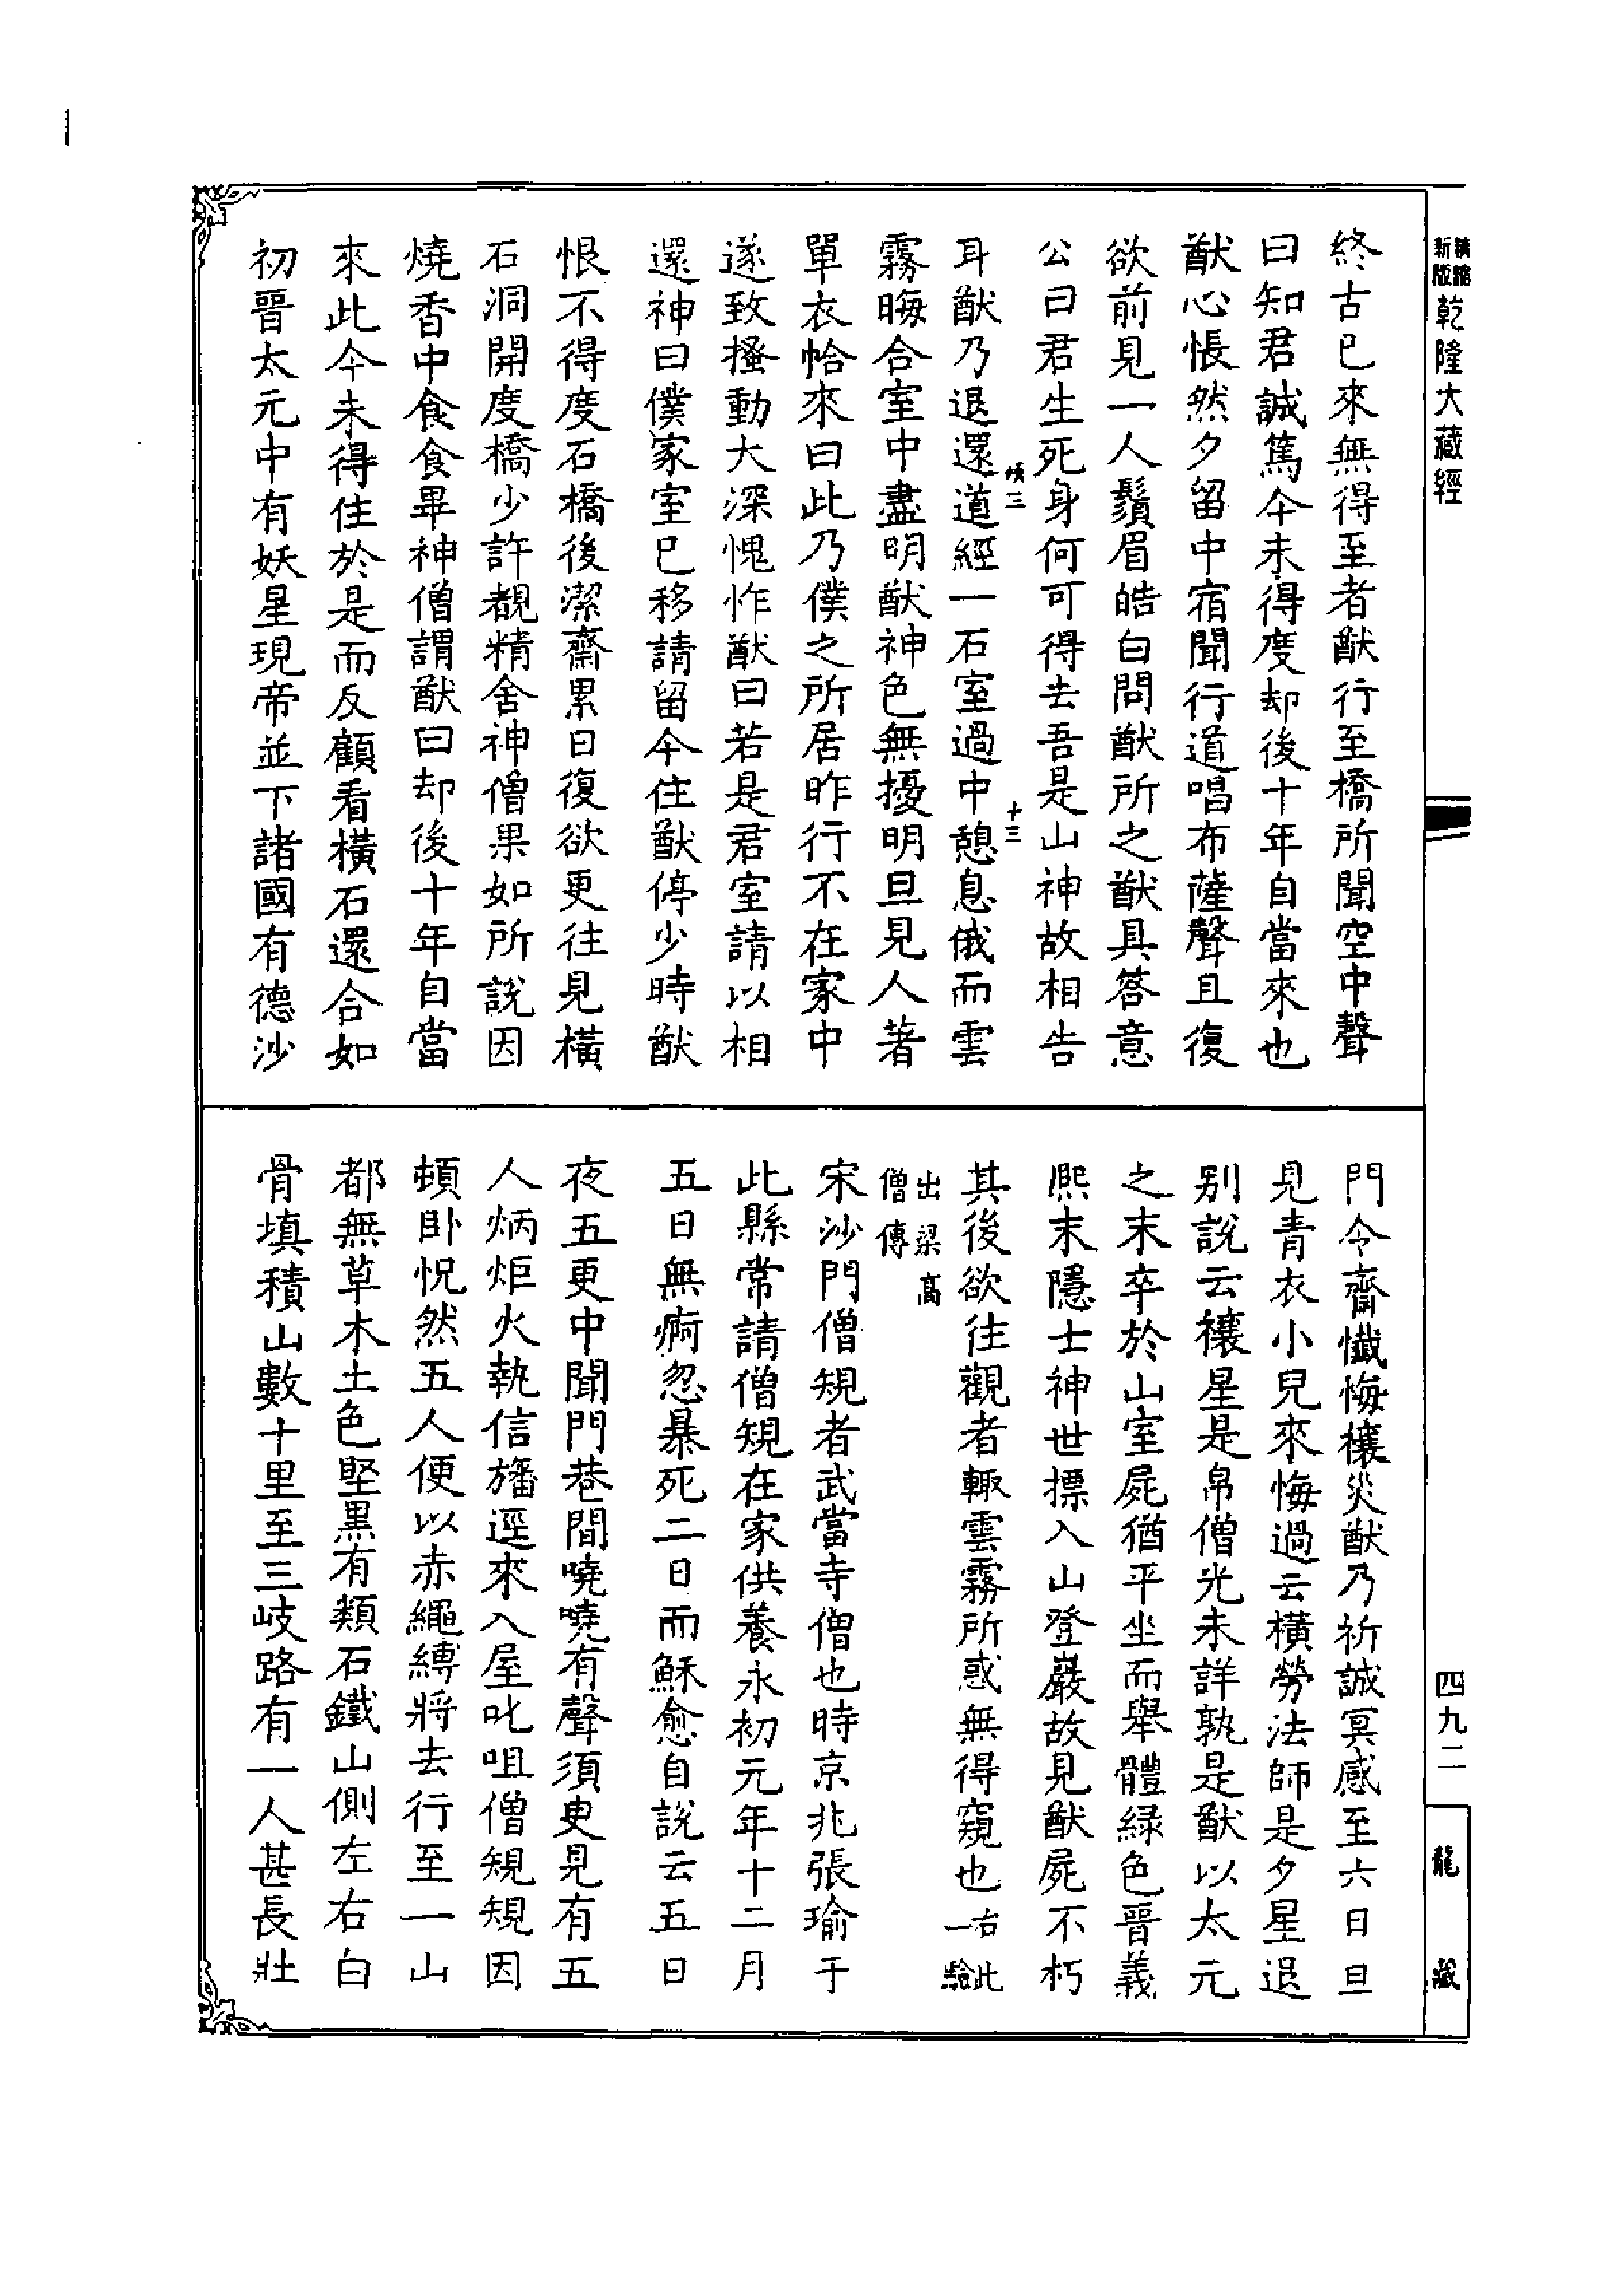 精縮
新版
乾隆大藏經
四九二
龍藏
終古已來無得至者猷行至橋所聞空中聲
曰知君誠篤今未得度却後十年自當來也
猷心悵然夕留中宿聞行道唱布薩聲且復
欲前見一人鬚眉皓白問猷所之猷具答意
公曰君生死身何可得去吾是山神故相告
傾三 十三
耳猷乃退還道經一石室過中憩息俄而雲
霧晦合室中盡明猷神色無擾明旦見人著
單衣帢來曰此乃僕之所居昨行不在家中
遂致搔動大深愧怍猷曰若是君室請以相
還神曰僕家室已移請留今住猷停少時猷
恨不得度石橋後潔齋累日復欲更往見橫
石洞開度橋少許覩精舍神僧果如所說因
燒香中食食畢神僧謂猷曰却後十年自當
來此今未得住於是而反顧看橫石還合如
初晉太元中有妖星現帝並下諸國有德沙
門令齋懺悔禳災猷乃祈誠冥感至六日旦
見青衣小兒來悔過云橫勞法師是夕星退
别說云禳星是帛僧光未詳孰是猷以太元
之末卒於山室屍猶平坐而舉體綠色晉義
熙末隱士神世標入山登巖故見猷屍不朽
其後欲往觀者輒雲霧所惑無得窺也右此
一驗
出梁高
僧傳
宋沙門僧規者武當寺僧也時京兆張瑜于
此縣常請僧規在家供養永初元年十二月
五日無痾忽暴死二日而穌愈自說云五日
夜五更中聞門巷間嘵嘵有聲須臾見有五
人炳炬火執信旛逕來入屋叱咀僧規規因
頓卧怳然五人便以赤繩縛將去行至一山
都無草木土色堅黑有類石鐵山側左右白
骨填積山數十里至三岐路有一人甚長壯